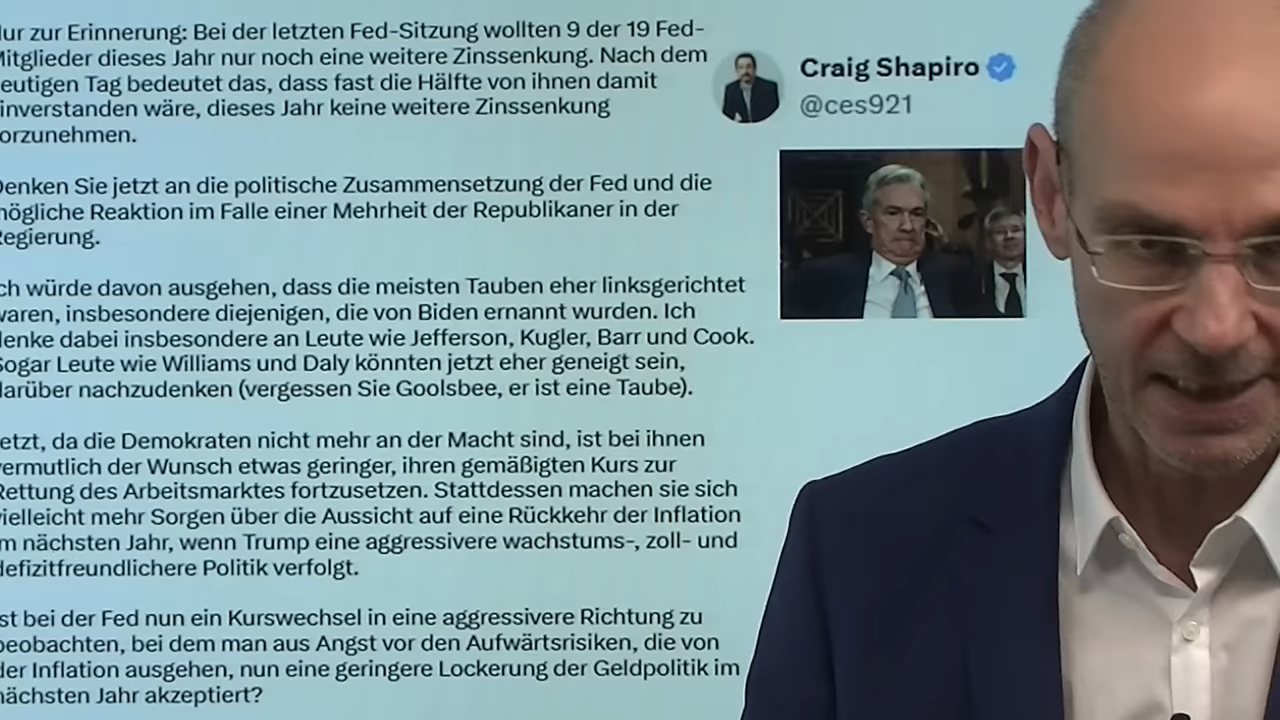 ur zur Erinnerung: Bei der letzten Fed-Sitzung wollten 9 der 19 Fed-
Mitglieder dieses Jahr nur noch eine weitere Zinssenkung. Nach dem
eutigen Tag bedeutet das, dass fast die Hälfte von ihnen damit
inverstanden wäre, dieses Jahr keine weitere Zinssenkung
orzunehmen.
Denken Sie jetzt an die politische Zusammensetzung der Fed und die
mögliche Reaktion im Falle einer Mehrheit der Republikaner in der
Regierung.
ch würde davon ausgehen, dass die meisten Tauben eher linksgerichtet
waren, insbesondere diejenigen, die von Biden ernannt wurden. Ich
denke dabei insbesondere an Leute wie Jefferson, Kugler, Barr und Cook.
Sogar Leute wie Williams und Daly könnten jetzt eher geneigt sein,
darüber nachzudenken (vergessen Sie Goolsbee, er ist eine Taube).
etzt, da die Demokraten nicht mehr an der Macht sind, ist bei ihnen
vermutlich der Wunsch etwas geringer, ihren gemäßigten Kurs zur
Rettung des Arbeitsmarktes fortzusetzen. Stattdessen machen sie sich
vielleicht mehr Sorgen über die Aussicht auf eine Rückkehr der Inflation
m nächsten Jahr, wenn Trump eine aggressivere wachstums-, zoll- und
defizitfreundlichere Politik verfolgt.
st bei der Fed nun ein Kurswechsel in eine aggressivere Richtung zu
beobachten, bei dem man aus Angst vor den Aufwärtsrisiken, die von
der Inflation ausgehen, nun eine geringere Lockerung der Geldpolitik im
nächsten Jahr akzeptiert?
Craig Shapiro
@ces921